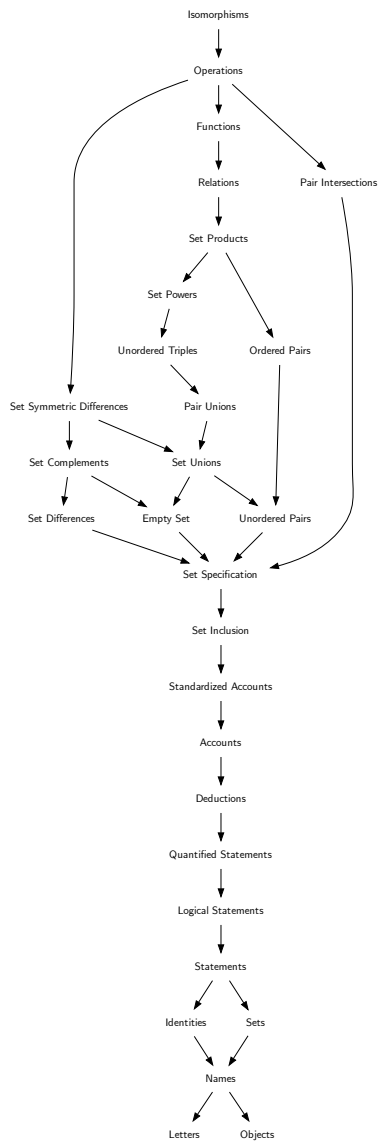 Isomorphisms
Operations
Functions
Relations
Pair Intersections
Set Products
Set Powers
Unordered Triples
Ordered Pairs
Set Symmetric Differences
Pair Unions
Set Complements
Set Unions
Set Differences
Empty Set
Unordered Pairs
Set Specification
Set Inclusion
Standardized Accounts
Accounts
Deductions
Quantified Statements
Logical Statements
Statements
Identities
Sets
Names
Letters
Objects